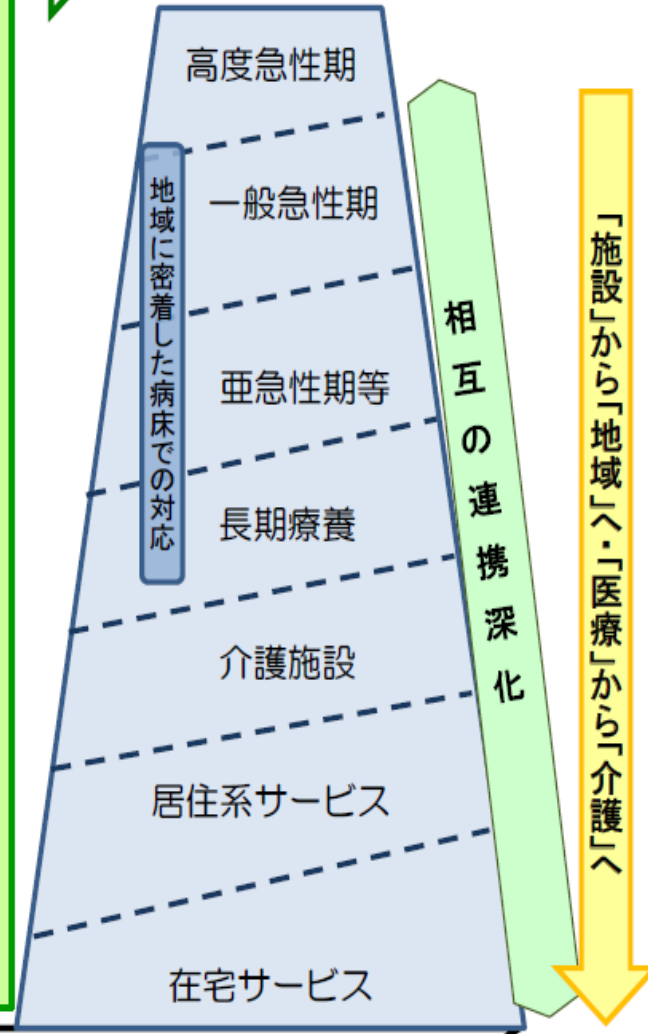 高度急性期
一般急性期
亜急性期等
長期療養
介護施設
居住系サービス
在宅サービス
地域に密着した病床での対応
相互の連携深化
「施設」から「地域」へ・「医療」から「介護」へ